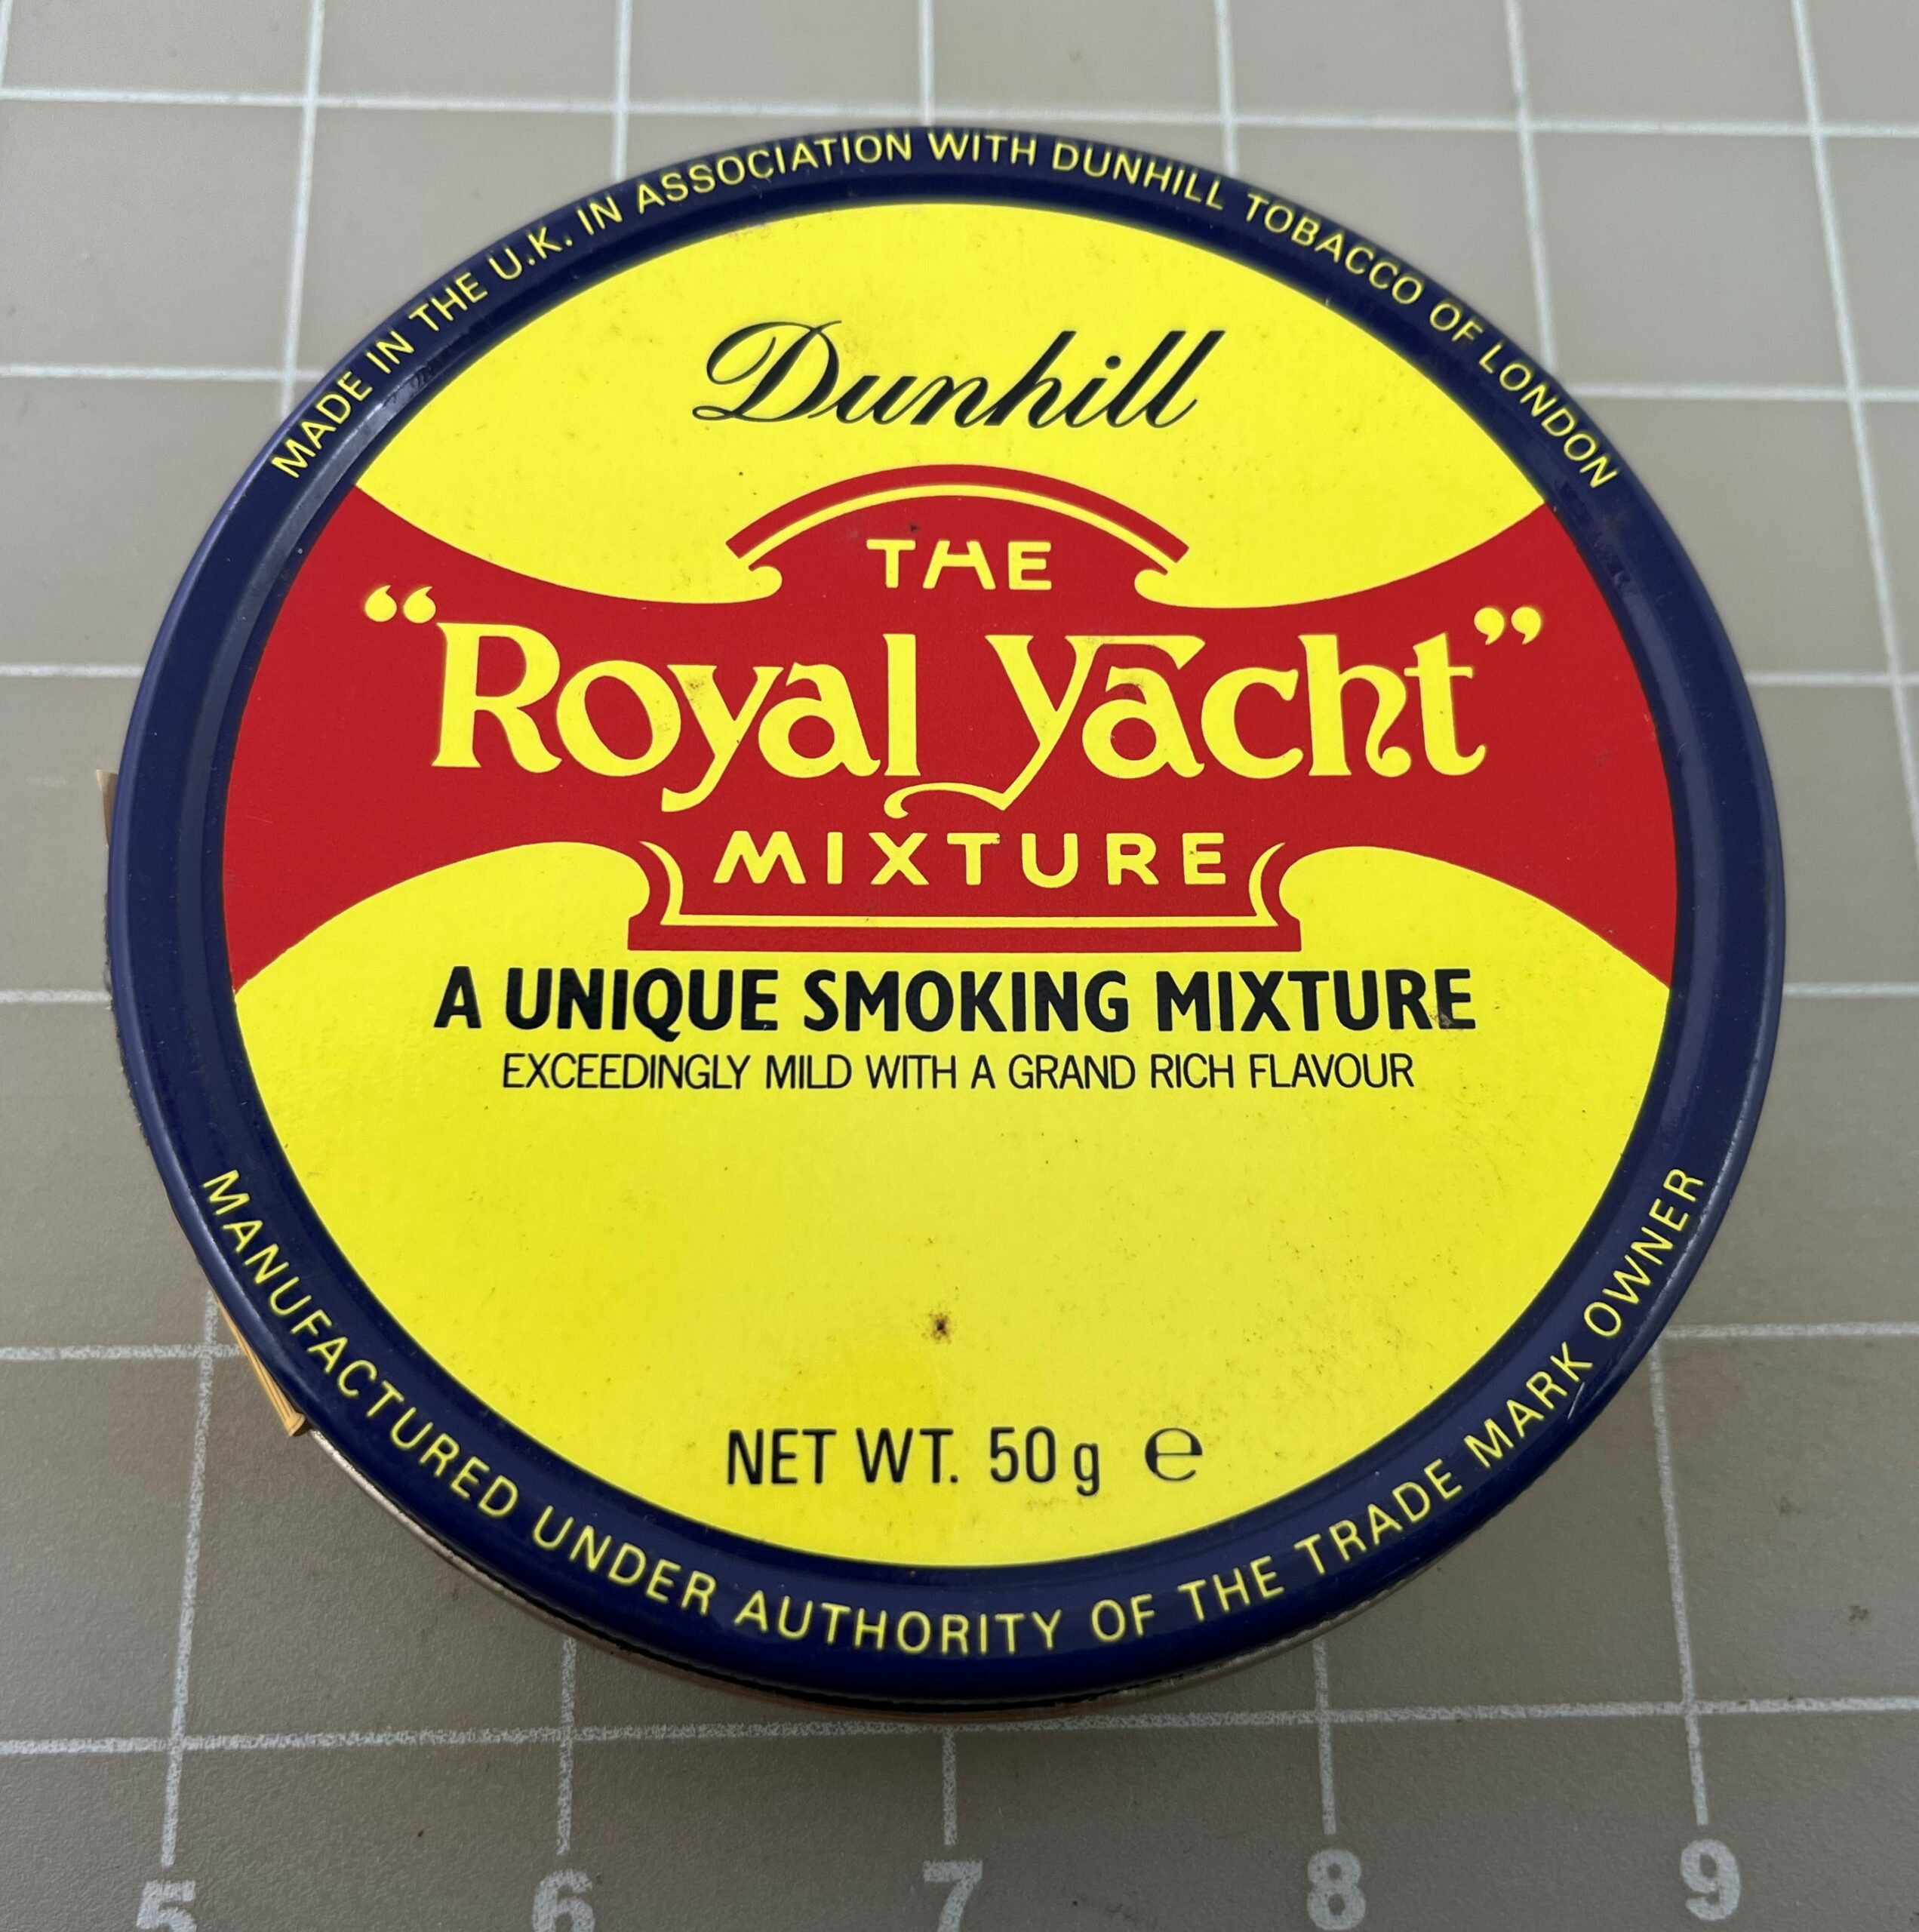 MADE IN THE U.K. IN ASSOCIATION WITH DUNHILL TOBACCO OF LONDON
Dunhill
THE
“Royal Yacht”
MIXTURE
A UNIQUE SMOKING MIXTURE
EXCEEDINGLY MILD WITH A GRAND RICH FLAVOUR
NET WT. 50g ℮
MANUFACTURED UNDER AUTHORITY OF THE TRADE MARK OWNER
5 6 7 8 9